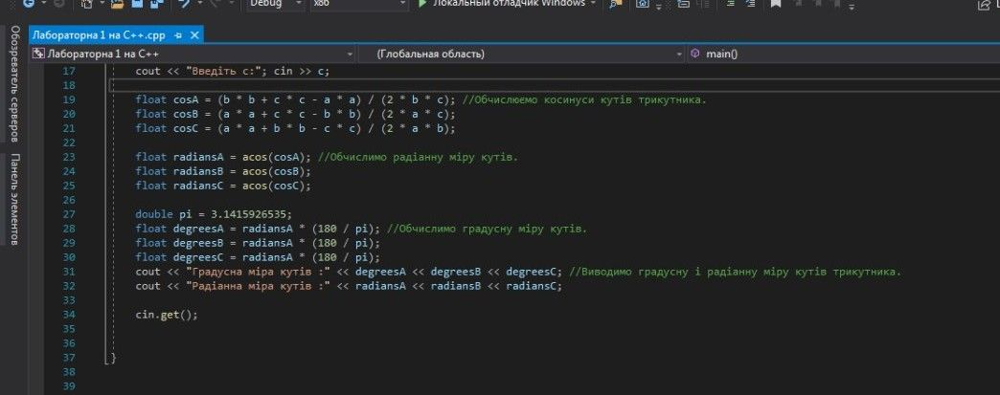 Debug x86 Локальный отладчик Windows
Обозреватель серверов
Панель элементов
Лабораторна 1 на C++.cpp
Лабораторна 1 на C++ (Глобальная область) main()
17 cout << "Введіть c:"; cin >> c;
18
19 float cosA = (b * b + c * c - a * a) / (2 * b * c); //Обчислюємо косинуси кутів трикутника.
20 float cosB = (a * a + c * c - b * b) / (2 * a * c);
21 float cosC = (a * a + b * b - c * c) / (2 * a * b);
22
23 float radiansA = acos(cosA); //Обчислимо радіанну міру кутів.
24 float radiansB = acos(cosB);
25 float radiansC = acos(cosC);
26
27 double pi = 3.1415926535;
28 float degreesA = radiansA * (180 / pi); //Обчислимо градусну міру кутів.
29 float degreesB = radiansA * (180 / pi);
30 float degreesC = radiansA * (180 / pi);
31 cout << "Градусна міра кутів :" << degreesA << degreesB << degreesC; //Виводимо градусну і радіанну міру кутів трикутника.
32 cout << "Радіанна міра кутів :" << radiansA << radiansB << radiansC;
33
34 cin.get();
35
36
37 }
38
39